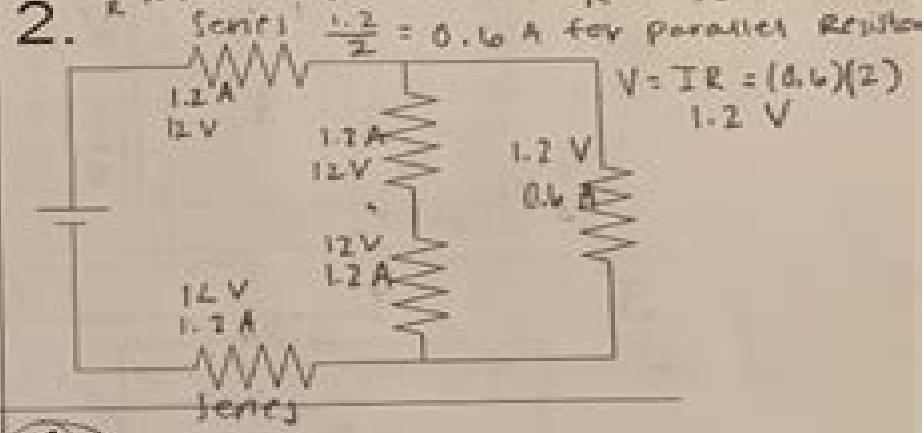 2.
Series 1.2/2 = 0.6 A for parallel
V = IR = (0.6)(2)
1.2 V
1.2 A
12 V
1.2 A
12 V
1.2 V
0.6 A
12 V
1.2 A
12 V
1.2 A
Series